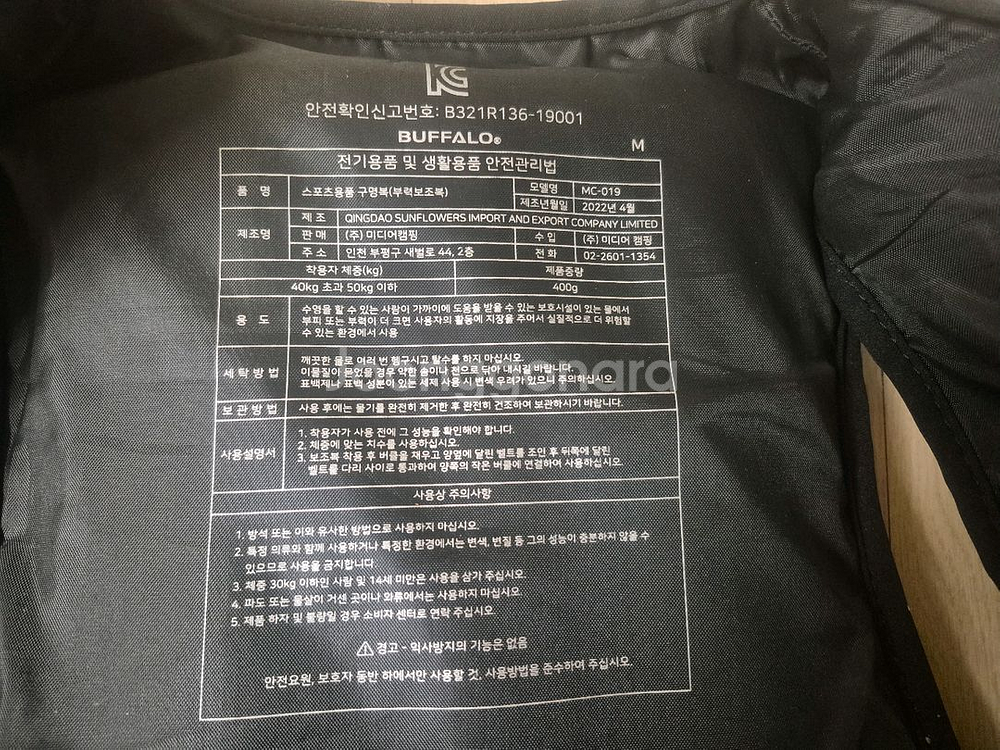 KC
안전확인신고번호: B321R136-19001
BUFFALO® M
전기용품 및 생활용품 안전관리법
품 명 스포츠용품 구명복(부력보조복) 모델명 MC-019
제조년월일 2022년 4월
제조명 제 조 QINGDAO SUNFLOWERS IMPORT AND EXPORT COMPANY LIMITED
판 매 (주) 미디어캠핑 수 입 (주) 미디어 캠핑
주 소 인천 부평구 새벌로 44, 2층 전 화 02-2601-1354
착용자 체중(kg) 제품중량
40kg 초과 50kg 이하 400g
용 도 수영을 할 수 있는 사람이 가까이에 도움을 받을 수 있는 보호시설이 있는 물에서
부피 또는 부력이 더 크면 사용자의 활동에 지장을 주어서 실질적으로 더 위험할
수 있는 환경에서 사용
세 탁 방 법 깨끗한 물로 여러 번 헹구시고 탈수를 하지 마십시오.
이물질이 묻었을 경우 약한 솜이나 천으로 닦아 내시길 바랍니다.
표백제나 표백 성분이 있는 세제 사용 시 변색 우려가 있으니 주의하십시오.
보 관 방 법 사용 후에는 물기를 완전히 제거한 후 완전히 건조하여 보관하시기 바랍니다.
사용설명서 1. 착용자가 사용 전에 그 성능을 확인해야 합니다.
2. 체중에 맞는 치수를 사용하십시오.
3. 보조복 착용 후 버클을 채우고 양옆에 달린 벨트를 조인 후 뒤쪽에 달린
벨트를 다리 사이로 통과하여 양쪽의 작은 버클에 연결하여 사용하십시오.
사용상 주의사항
1. 방석 또는 이와 유사한 방법으로 사용하지 마십시오.
2. 특정 의류와 함께 사용하거나 특정한 환경에서는 변색, 변질 등 그의 성능이 충분하지 않을 수
있으므로 사용을 금지합니다
3. 체중 30kg 이하인 사람 및 14세 미만은 사용을 삼가 주십시오.
4. 파도 또는 물살이 거센 곳이나 와류에서는 사용하지 마십시오.
5. 제품 하자 및 불량일 경우 소비자 센터로 연락 주십시오.
⚠경고 - 익사방지의 기능은 없음
안전요원, 보호자 동반 하에서만 사용할 것, 사용방법을 준수하여 주십시오.